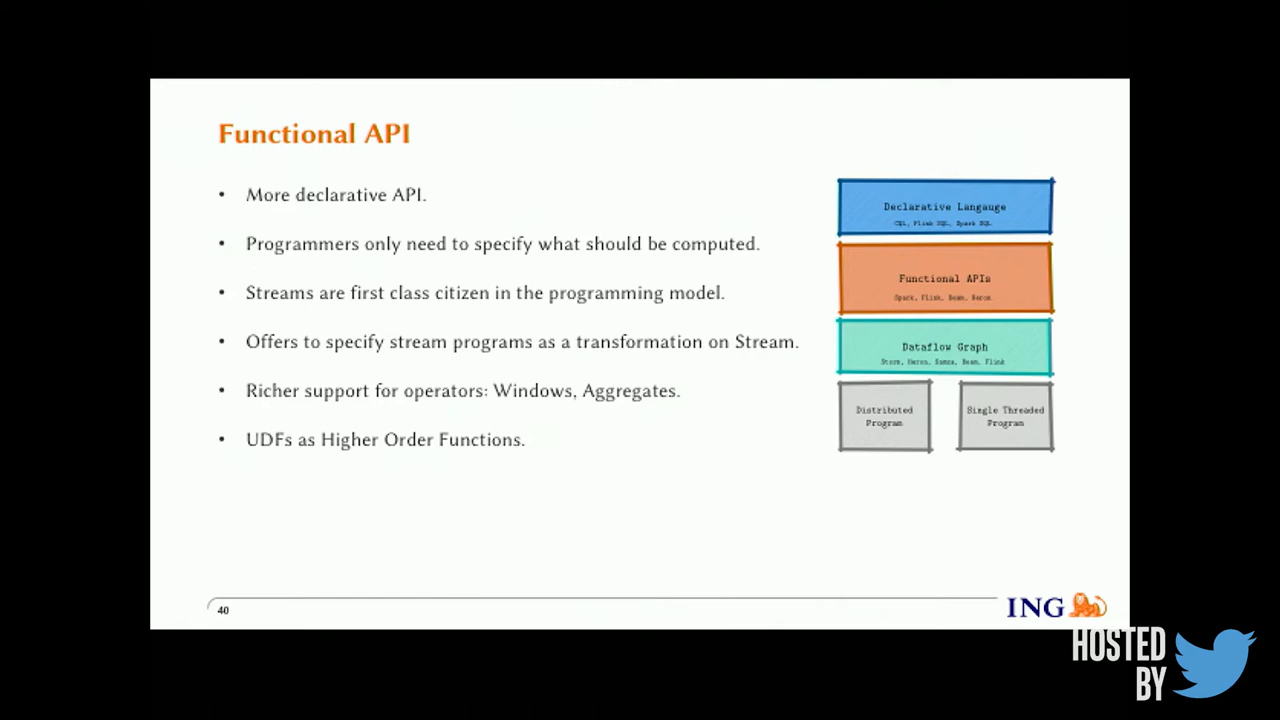 Functional API
• More declarative API.
• Programmers only need to specify what should be computed.
• Streams are first class citizen in the programming model.
• Offers to specify stream programs as a transformation on Stream.
• Richer support for operators: Windows, Aggregates.
• UDFs as Higher Order Functions.
Declarative Langauge
CQL, Flink SQL, Spark SQL
Functional APIs
Spark, Flink, Beam, Heron
Dataflow Graph
Storm, Heron, Samza, Beam, Flink
Distributed
Program
Single Threaded
Program
40
ING
HOSTED
BY